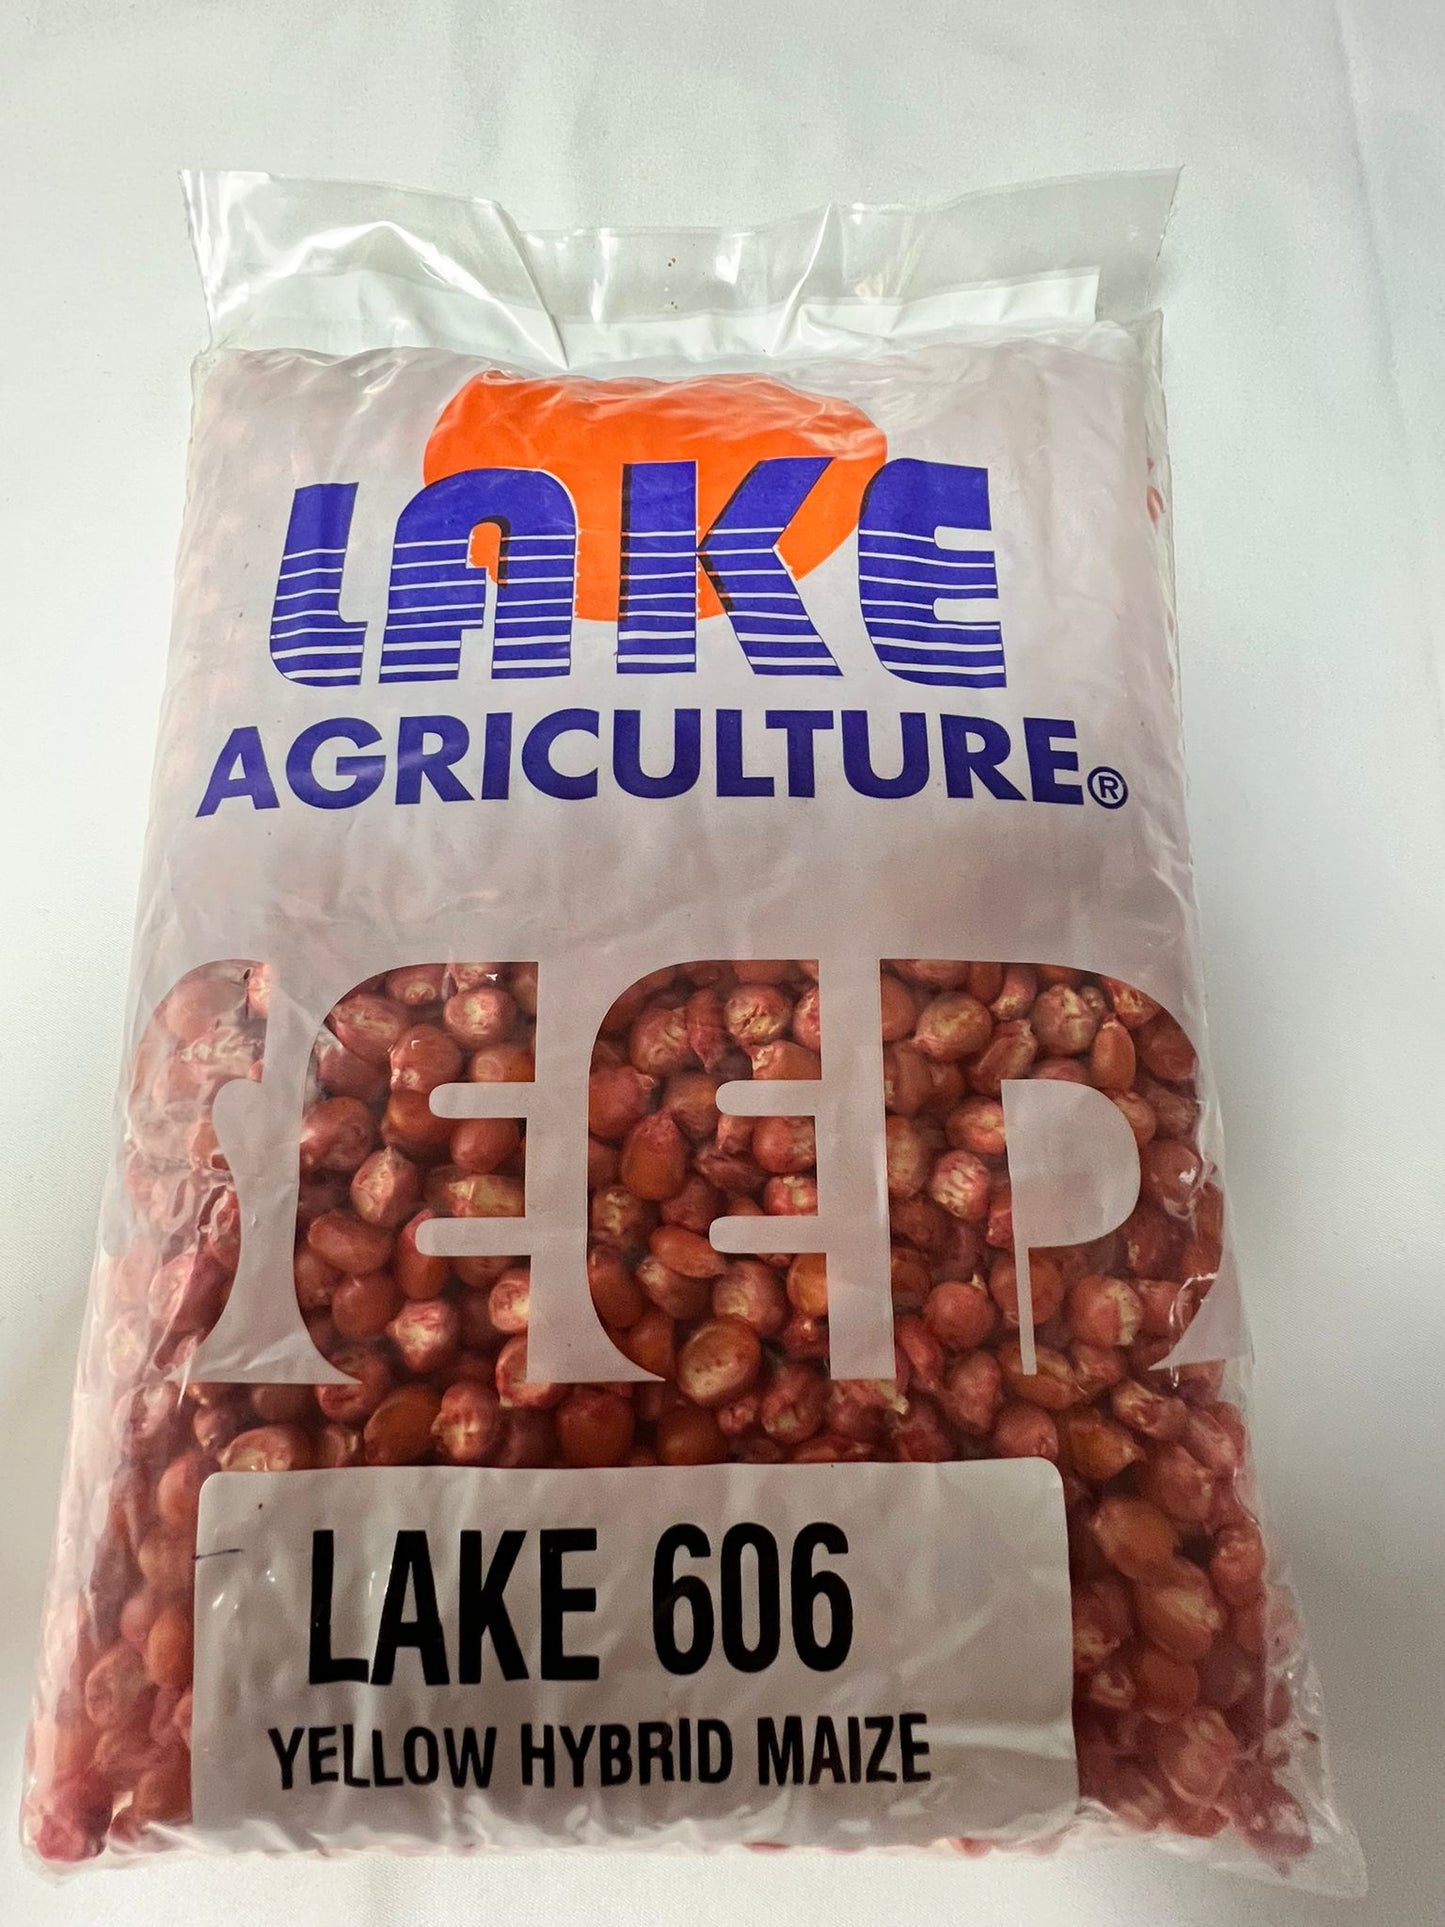 LAKE
AGRICULTURE®
SEED
LAKE 606
YELLOW HYBRID MAIZE